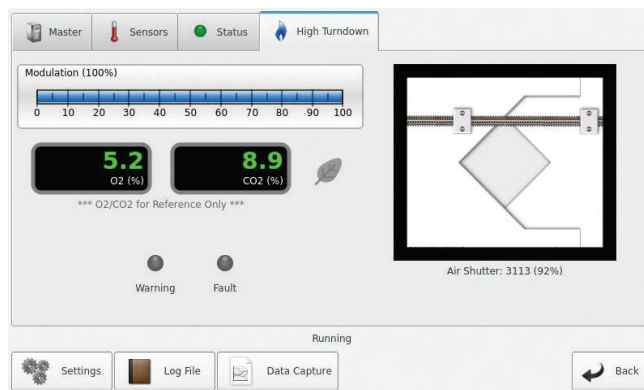 Master
Sensors
Status
High Turndown
Modulation (100%)
0 10 20 30 40 50 60 70 80 90 100
5.2
O2 (%)
8.9
CO2 (%)
*** O2/CO2 for Reference Only ***
Warning
Fault
Air Shutter: 3113 (92%)
Running
Settings
Log File
Data Capture
Back